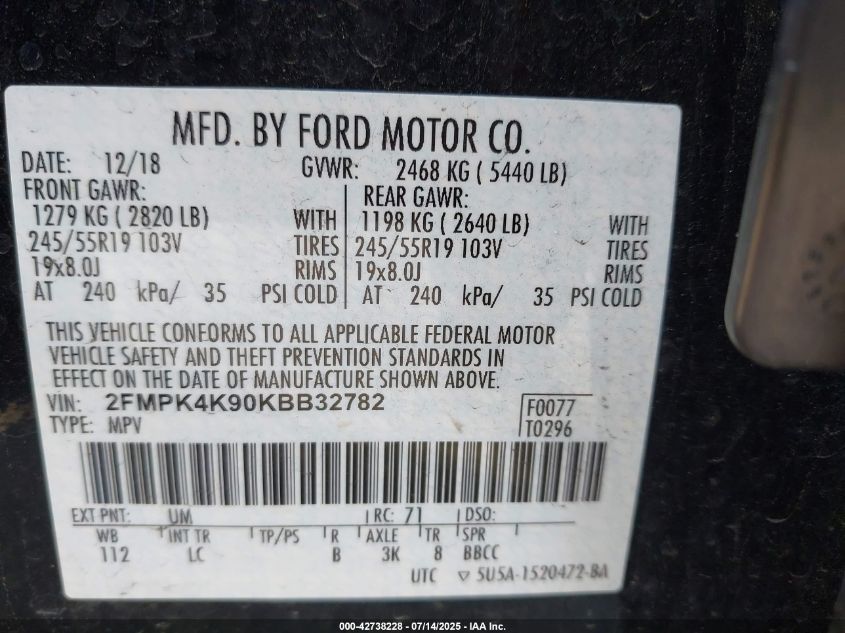 MFD. BY FORD MOTOR CO.
DATE: 12/18 GVWR: 2468 KG ( 5440 LB)
FRONT GAWR: REAR GAWR:
1279 KG ( 2820 LB) WITH 1198 KG ( 2640 LB) WITH
245/55R19 103V TIRES 245/55R19 103V TIRES
19x8.0J RIMS 19x8.0J RIMS
AT 240 kPa/ 35 PSI COLD AT 240 kPa/ 35 PSI COLD
THIS VEHICLE CONFORMS TO ALL APPLICABLE FEDERAL MOTOR
VEHICLE SAFETY AND THEFT PREVENTION STANDARDS IN
EFFECT ON THE DATE OF MANUFACTURE SHOWN ABOVE.
VIN: 2FMPK4K90KBB32782 F0077
TYPE: MPV T0296
EXT PNT: UM RC: 71 DSO:
WB INT TR TP/PS R AXLE TR SPR
112 LC B 3K 8 BBCC
UTC ▽ 5U5A-1520472-BA
000-42738228 - 07/14/2025 - IAA Inc.